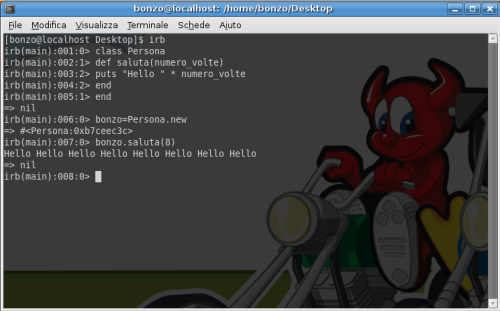 bonzo@localhost: /home/bonzo/Desktop
File Modifica Visualizza Terminale Schede Ajuto
[bonzo@localhost Desktop]$ irb
irb(main):001:0> class Persona
irb(main):002:1> def saluta(numero_volte)
irb(main):003:2> puts "Hello " * numero_volte
irb(main):004:2> end
irb(main):005:1> end
=> nil
irb(main):006:0> bonzo=Persona.new
=> #<Persona:0xb7ceec3c>
irb(main):007:0> bonzo.saluta(8)
Hello Hello Hello Hello Hello Hello Hello Hello
=> nil
irb(main):008:0>